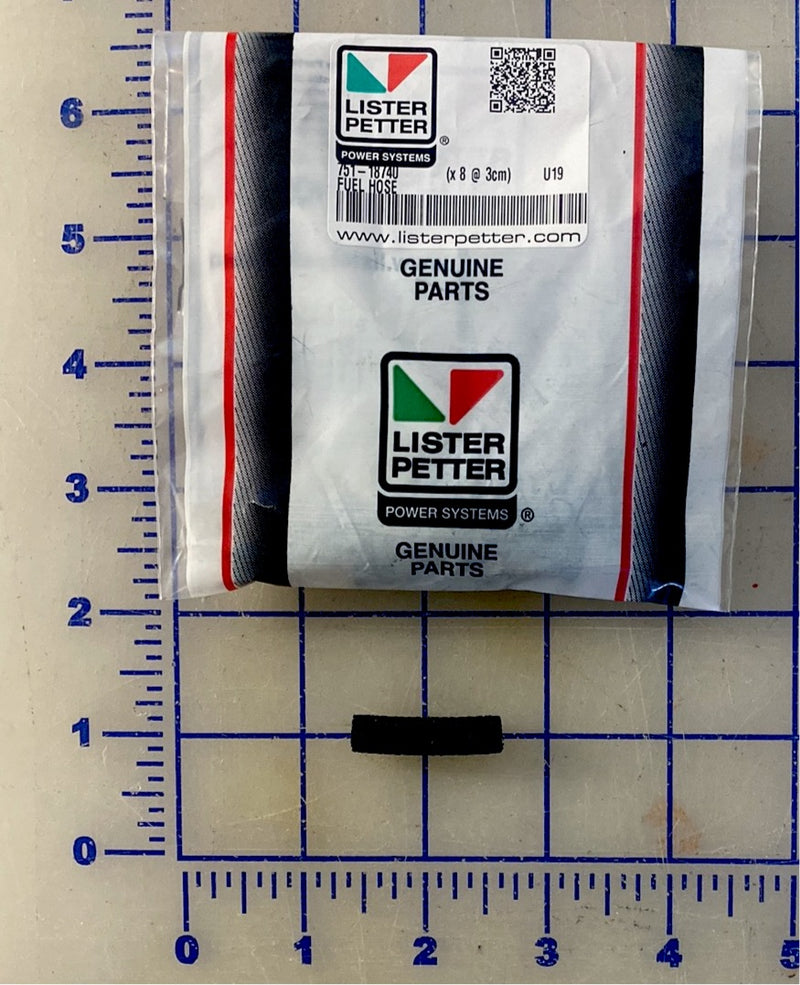 LISTER
PETTER
®
POWER SYSTEMS
751-18740 (x 8 @ 3cm) U19
FUEL HOSE
www.listerpetter.com
GENUINE
PARTS
LISTER
PETTER
POWER SYSTEMS ®
GENUINE
PARTS
6
5
4
3
2
1
0
0 1 2 3 4 5